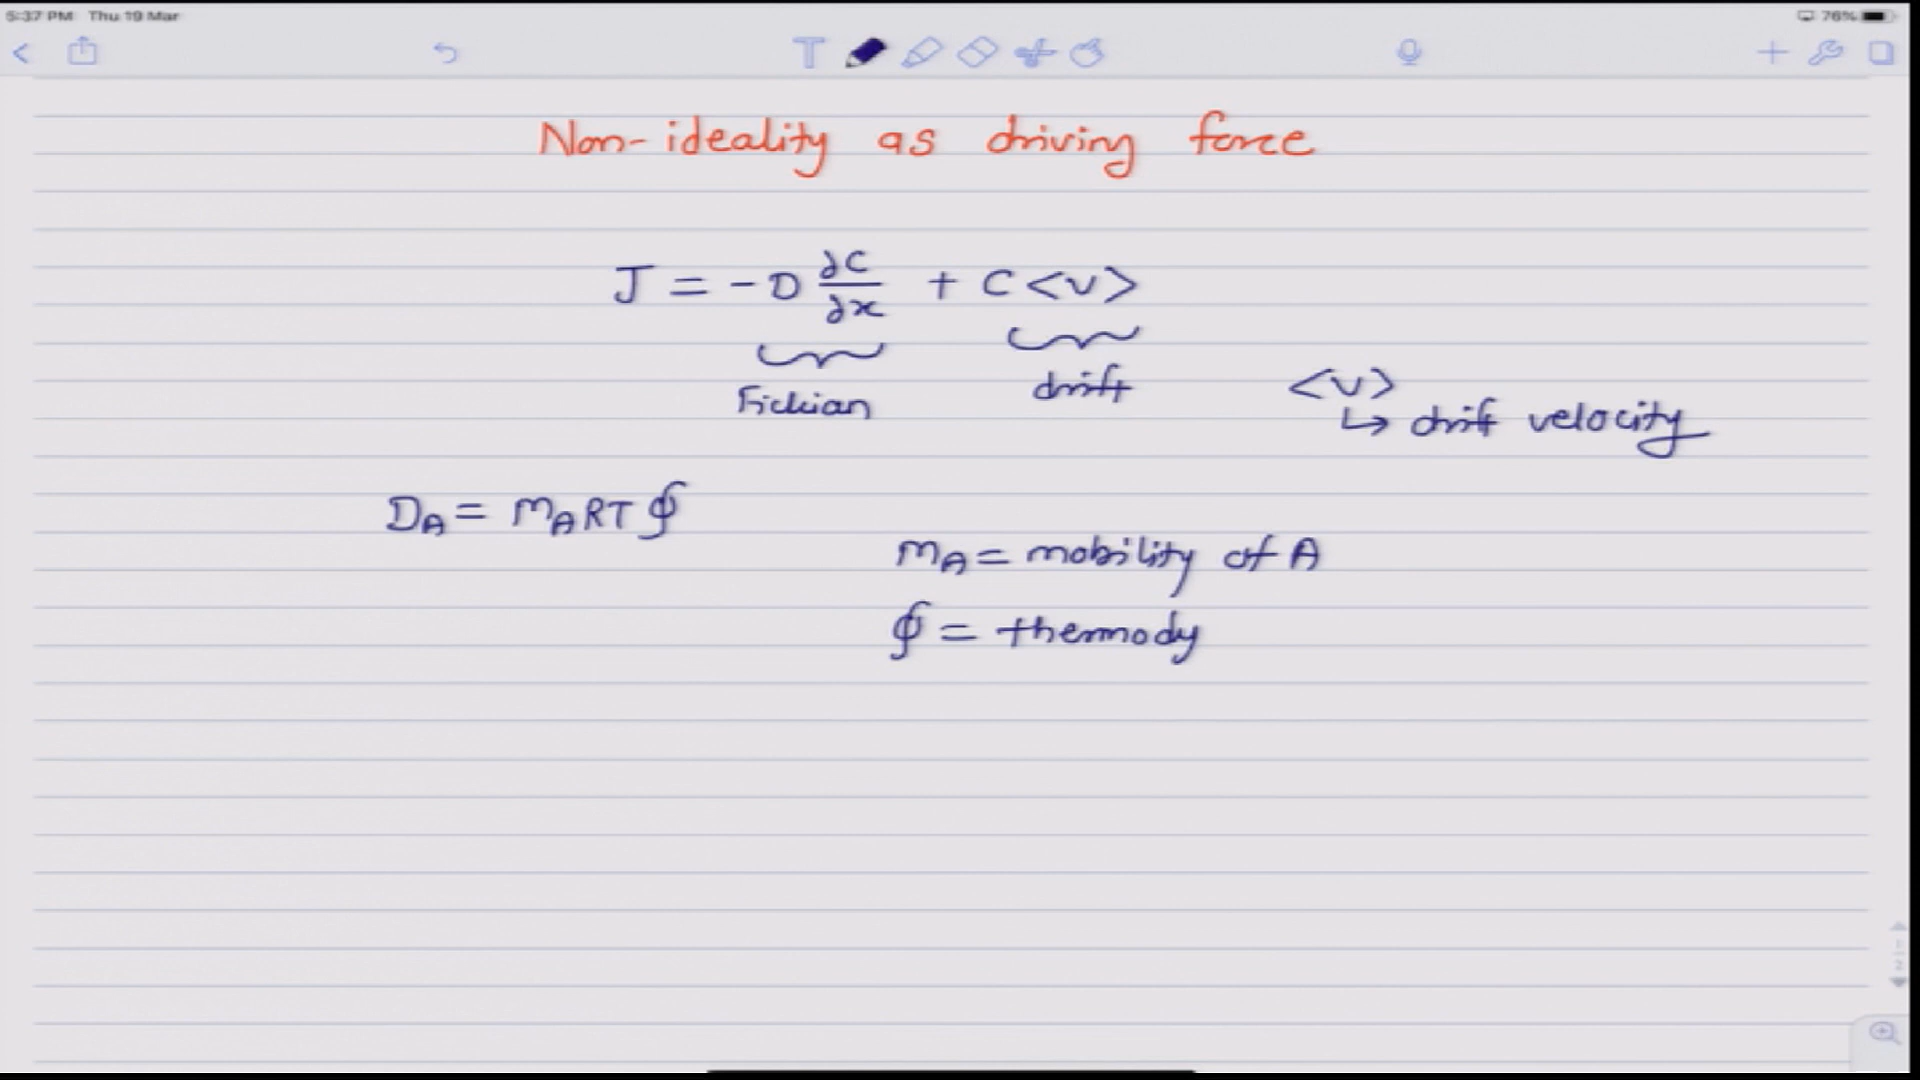 5:37 PM Thu 19 Mar
76%
T
Non-ideality as driving force
J = -D ∂C/∂x + C<v>
Fickian
drift
<v>
↳ drift velocity
D_A = M_A RT ∮
M_A = mobility of A
∮ = thermody